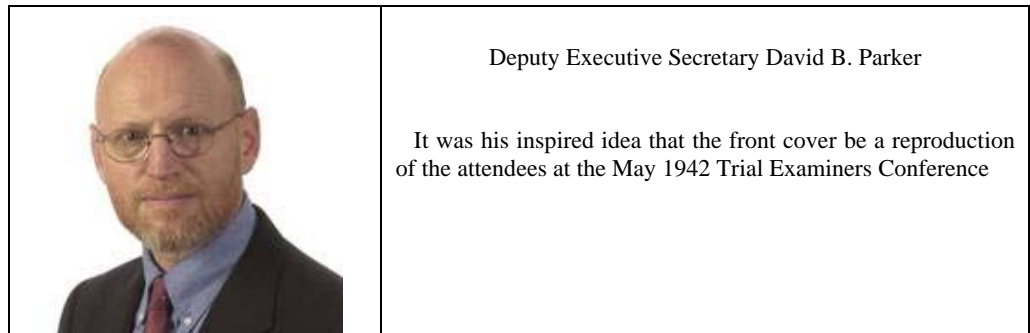 Deputy Executive Secretary David B. Parker
It was his inspired idea that the front cover be a reproduction
of the attendees at the May 1942 Trial Examiners Conference